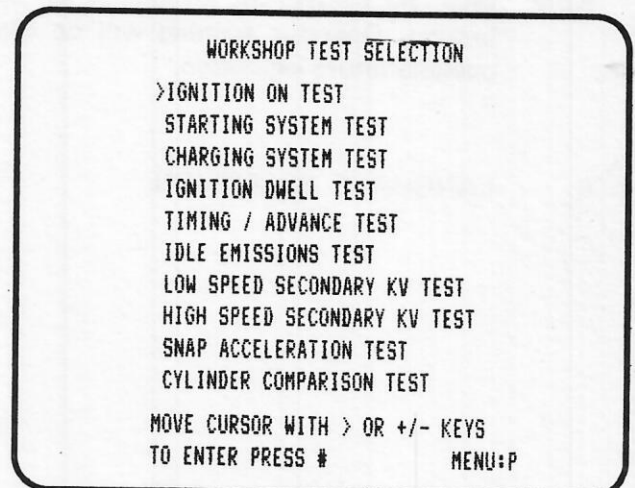 WORKSHOP TEST SELECTION
>IGNITION ON TEST
STARTING SYSTEM TEST
CHARGING SYSTEM TEST
IGNITION DWELL TEST
TIMING / ADVANCE TEST
IDLE EMISSIONS TEST
LOW SPEED SECONDARY KV TEST
HIGH SPEED SECONDARY KV TEST
SNAP ACCELERATION TEST
CYLINDER COMPARISON TEST
MOVE CURSOR WITH > OR +/- KEYS
TO ENTER PRESS # MENU:P